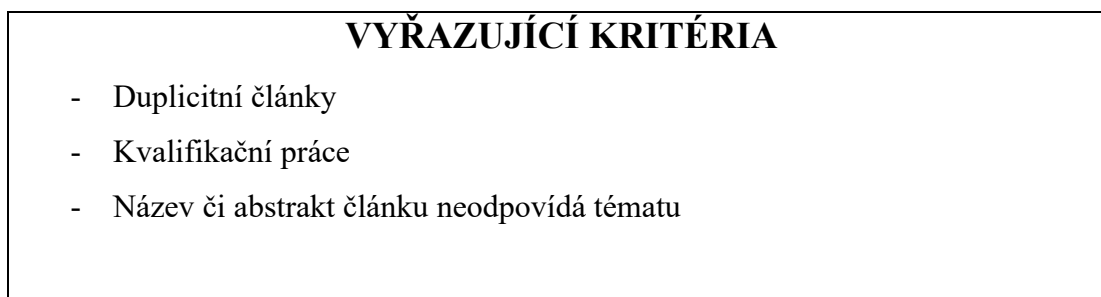 VYŘAZUJÍCÍ KRITÉRIA
- Duplicitní články
- Kvalifikační práce
- Název či abstrakt článku neodpovídá tématu